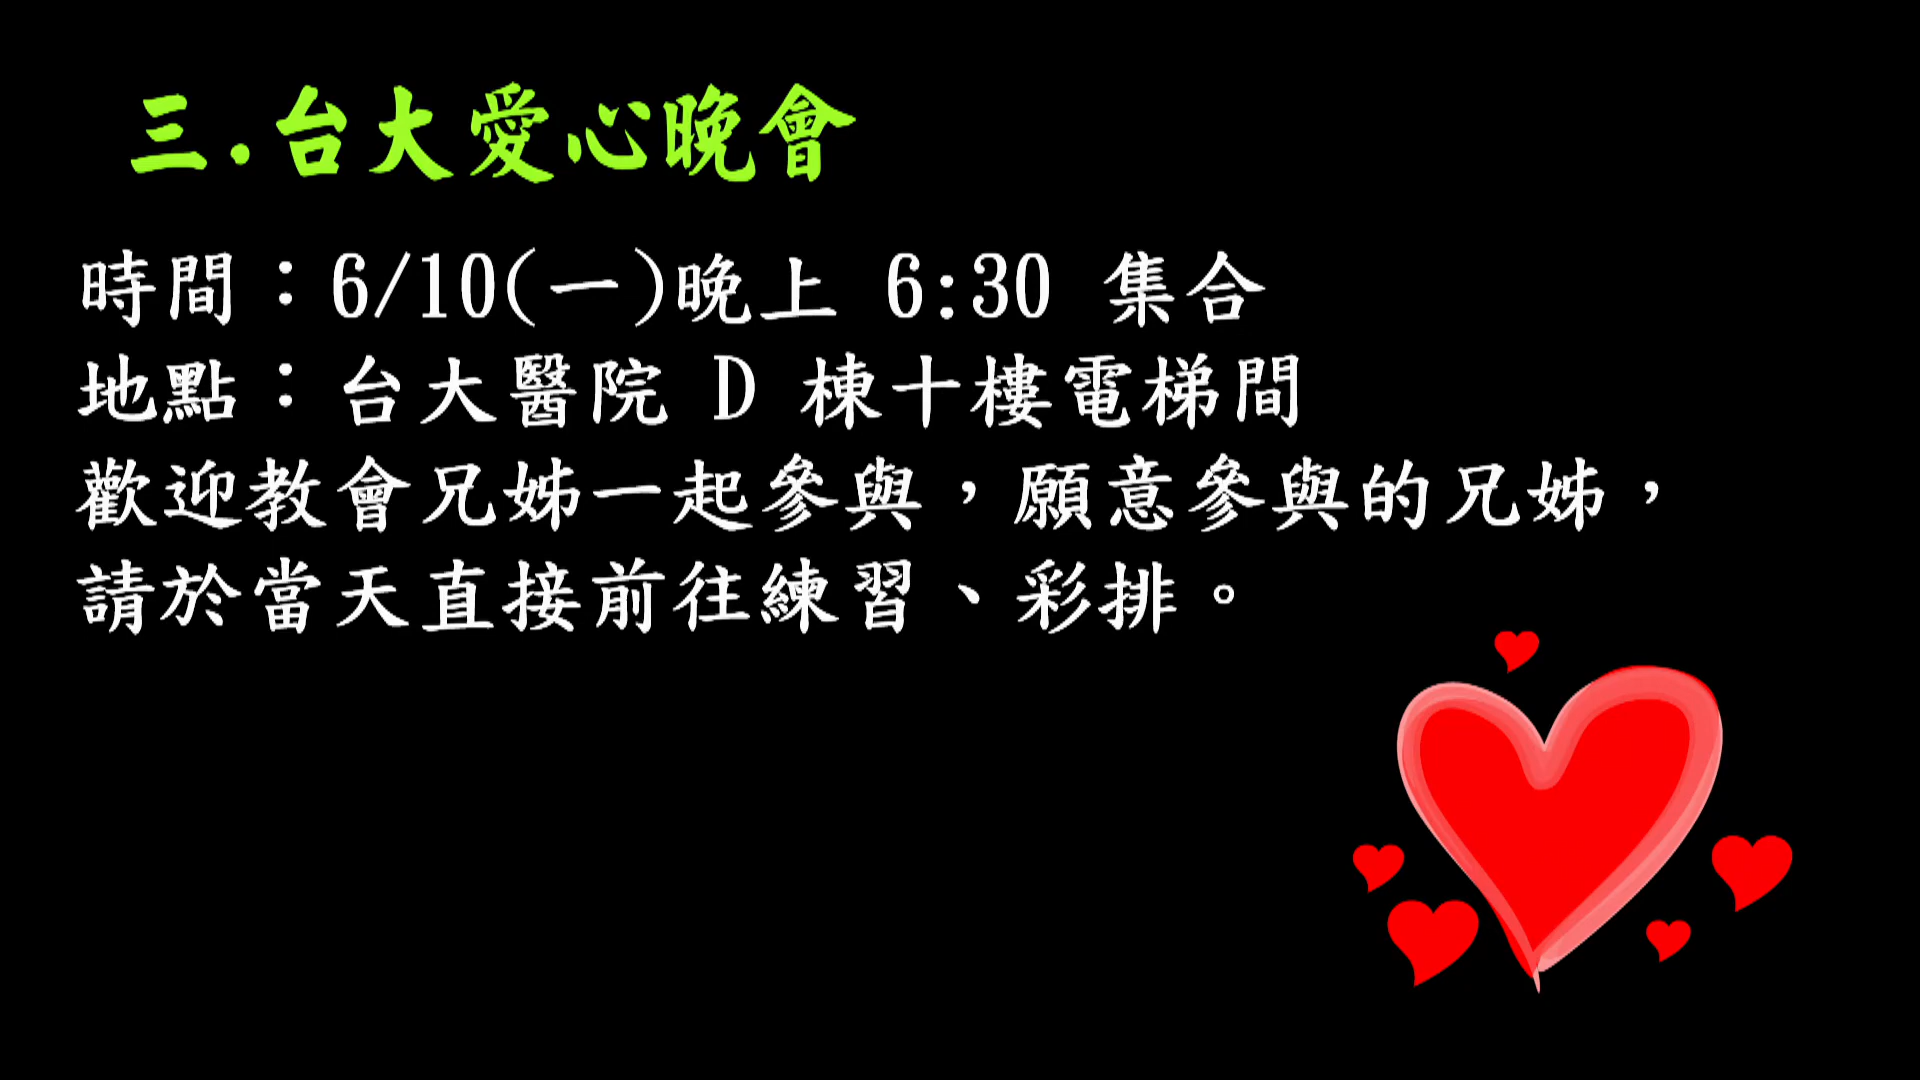 三.台大愛心晚會
時間：6/10(一)晚上 6:30 集合
地點：台大醫院 D 棟十樓電梯間
歡迎教會兄姊一起參與，願意參與的兄姊，
請於當天直接前往練習、彩排。